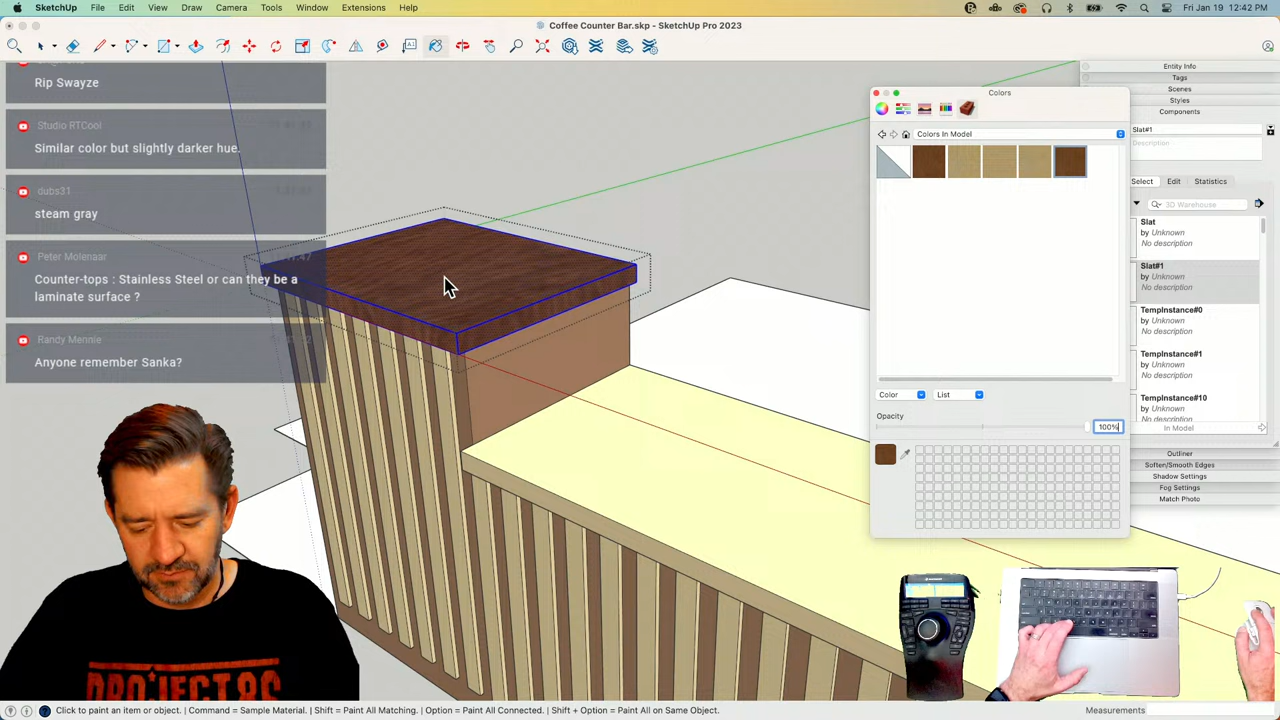 SketchUp File Edit View Draw Camera Tools Window Extensions Help
Fri Jan 19 12:42 PM
Coffee Counter Bar.skp - SketchUp Pro 2023
Rip Swayze
Studio RTCool
Similar color but slightly darker hue.
dubs31
steam gray
Peter Molenaar
Counter-tops : Stainless Steel or can they be a
laminate surface ?
Randy Mennie
Anyone remember Sanka?
Colors
Colors In Model
Color
List
Opacity
100%
Entity Info
Tags
Scenes
Styles
Components
Slat#1
Description
Select Edit Statistics
3D Warehouse
Slat
by Unknown
No description
Slat#1
by Unknown
No description
TempInstance#0
by Unknown
No description
TempInstance#1
by Unknown
No description
TempInstance#10
by Unknown
In Model
Outliner
Soften/Smooth Edges
Shadow Settings
Fog Settings
Match Photo
Click to paint an item or object. | Command = Sample Material. | Shift = Paint All Matching. | Option = Paint All Connected. | Shift + Option = Paint All on Same Object.
Measurements